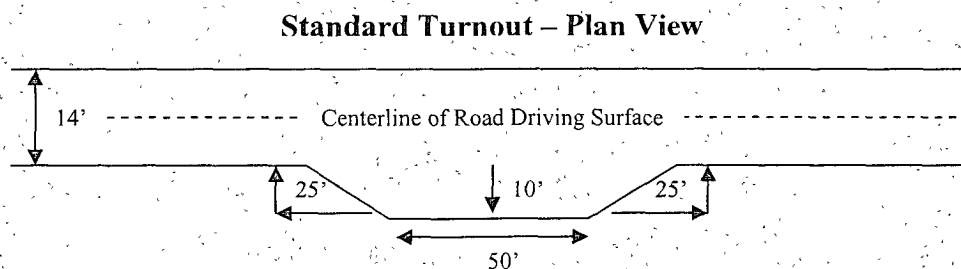 Standard Turnout – Plan View
14'
Centerline of Road Driving Surface
25'
10'
25'
50'